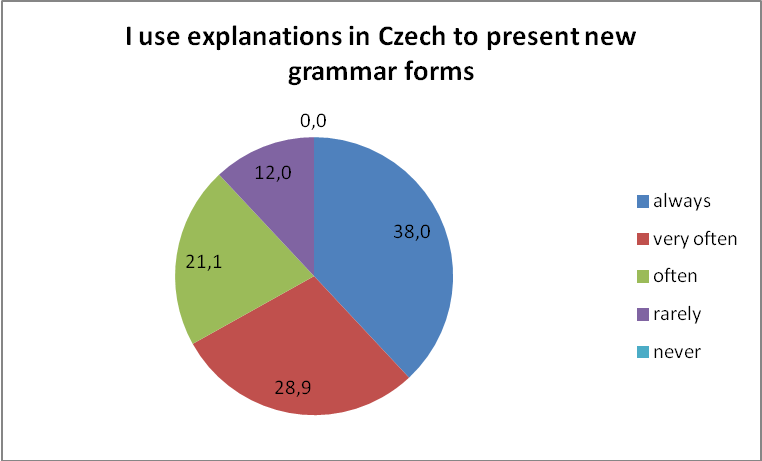 I use explanations in Czech to present new
grammar forms
0,0
12,0
38,0
21,1
28,9
always
very often
often
rarely
never